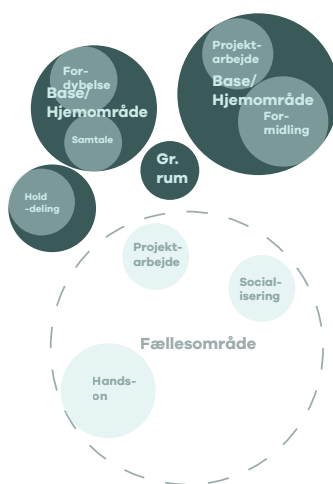 Projekt-
arbejde
Base/
Hjemområde
For-
midling
For-
dybelse
Base/
Hjemområde
Samtale
Gr.
rum
Hold
-deling
Projekt-
arbejde
Social-
isering
Fællesområde
Hands-
on